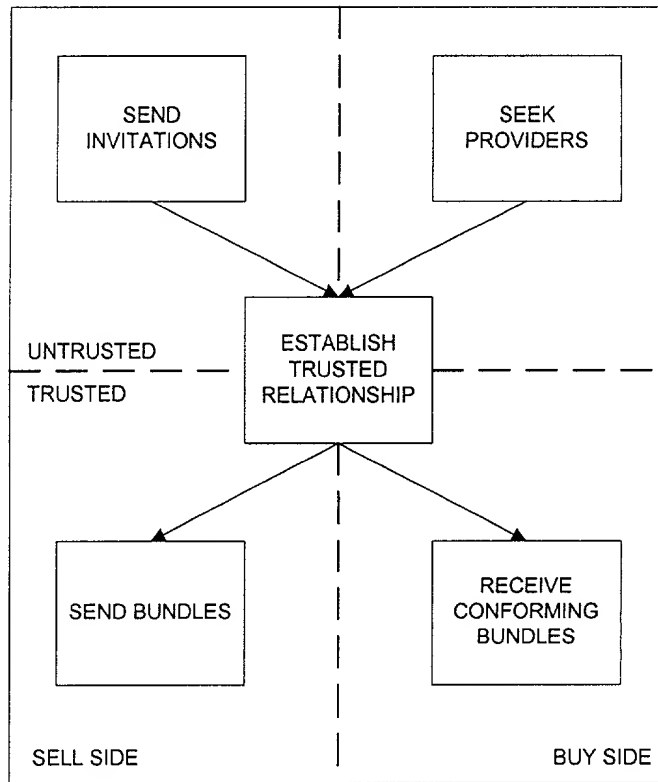 SEND
INVITATIONS
SEEK
PROVIDERS
UNTRUSTED
TRUSTED
ESTABLISH
TRUSTED
RELATIONSHIP
SEND BUNDLES
RECEIVE
CONFORMING
BUNDLES
SELL SIDE
BUY SIDE